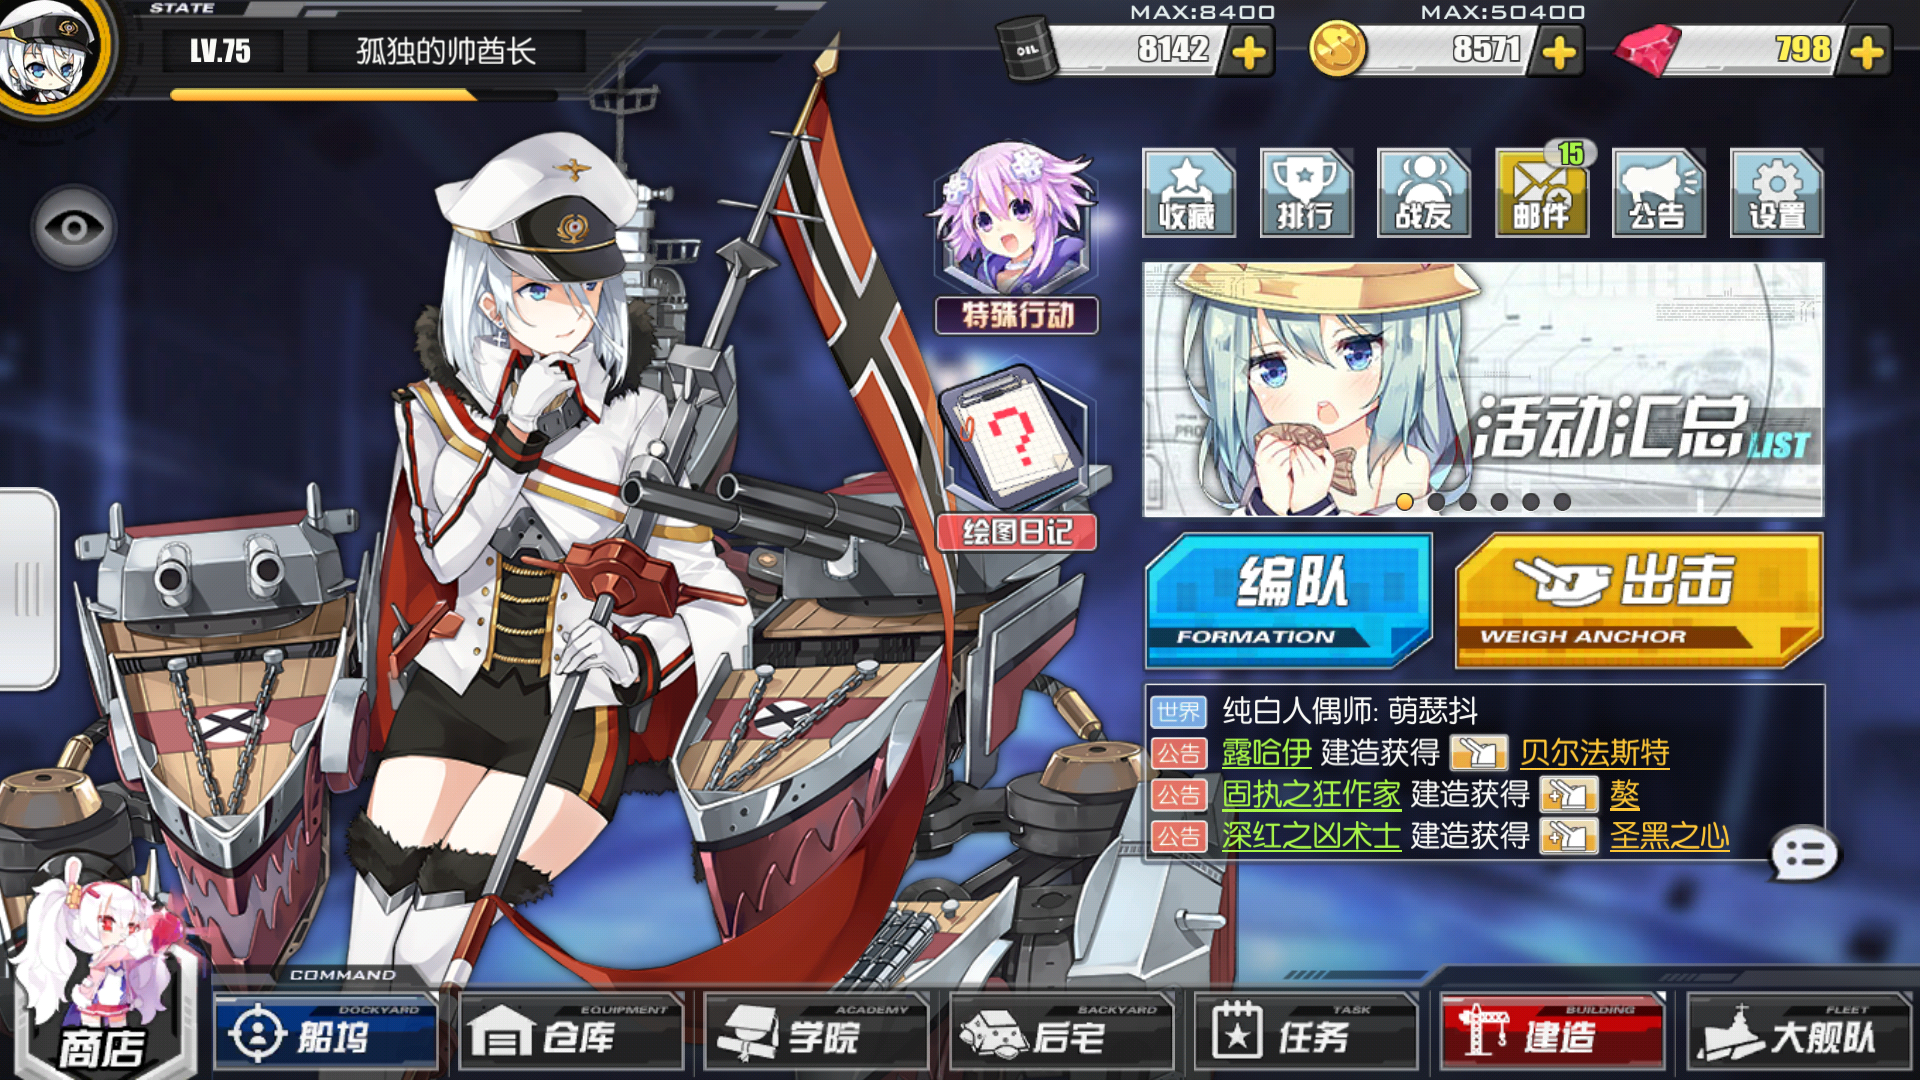 STATE
LV.75
孤独的帅酋长
OIL
MAX:8400
8142
MAX:50400
8571
798
收藏
排行
战友
15
邮件
公告
设置
特殊行动
?
绘图日记
活动汇总LIST
编队
FORMATION
出击
WEIGH ANCHOR
世界 纯白人偶师: 萌瑟抖
公告 露哈伊 建造获得 贝尔法斯特
公告 固执之狂作家 建造获得 獒
公告 深红之凶术士 建造获得 圣黑之心
COMMAND
商店
DOCKYARD
船坞
EQUIPMENT
仓库
ACADEMY
学院
BACKYARD
后宅
TASK
任务
BUILDING
建造
FLEET
大舰队